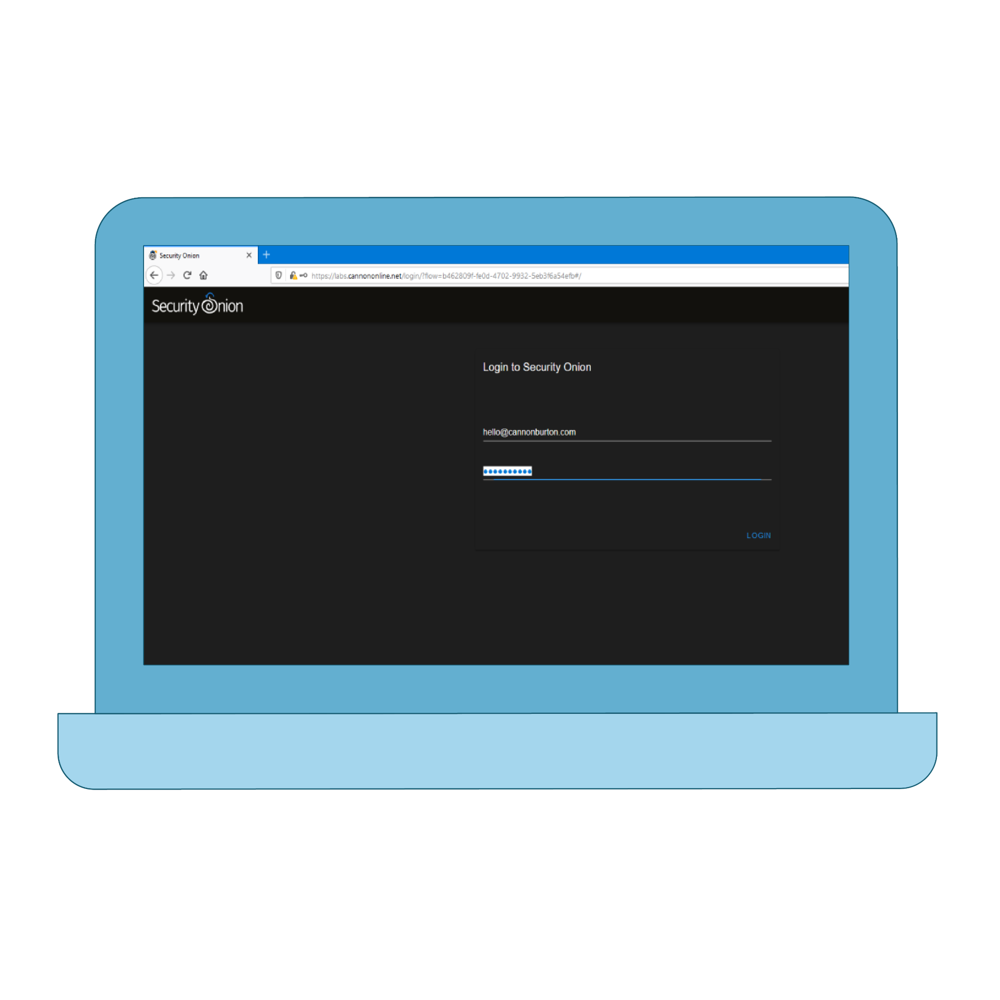 Security Onion
https://labs.cannononline.net/login/?flow=b462809f-fe0d-4702-9932-5eb3f6a54efb#/
Security Onion
Login to Security Onion
hello@cannonburton.com
LOGIN